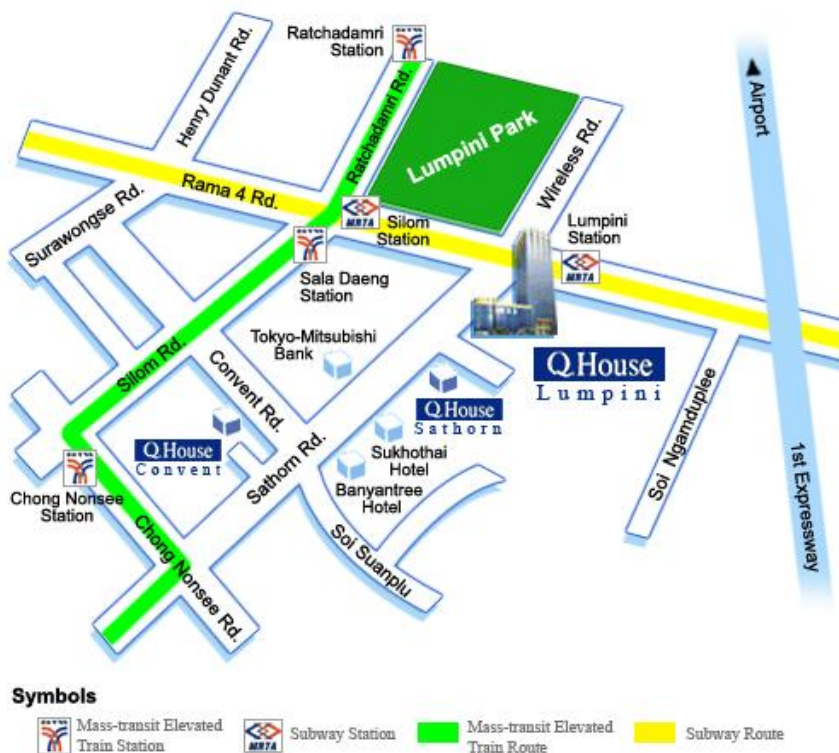 Ratchadamri
Station
Henry Dunant Rd.
Ratchadamri Rd.
Lumpini Park
Wireless Rd.
Airport
Rama 4 Rd.
Surawongse Rd.
MRTA
Silom
Station
Lumpini
Station
MRTA
Sala Daeng
Station
Silom Rd.
Tokyo-Mitsubishi
Bank
Convent Rd.
Q.House
Lumpini
Q.House
Sathorn
Q.House
Convent
Sathorn Rd.
Sukhothai
Hotel
Banyantree
Hotel
Soi Ngamduplee
1st Expressway
Chong Nonsee
Station
Chong Nonsee Rd.
Soi Suanplu
Symbols
Mass-transit Elevated
Train Station
MRTA
Subway Station
Mass-transit Elevated
Train Route
Subway Route